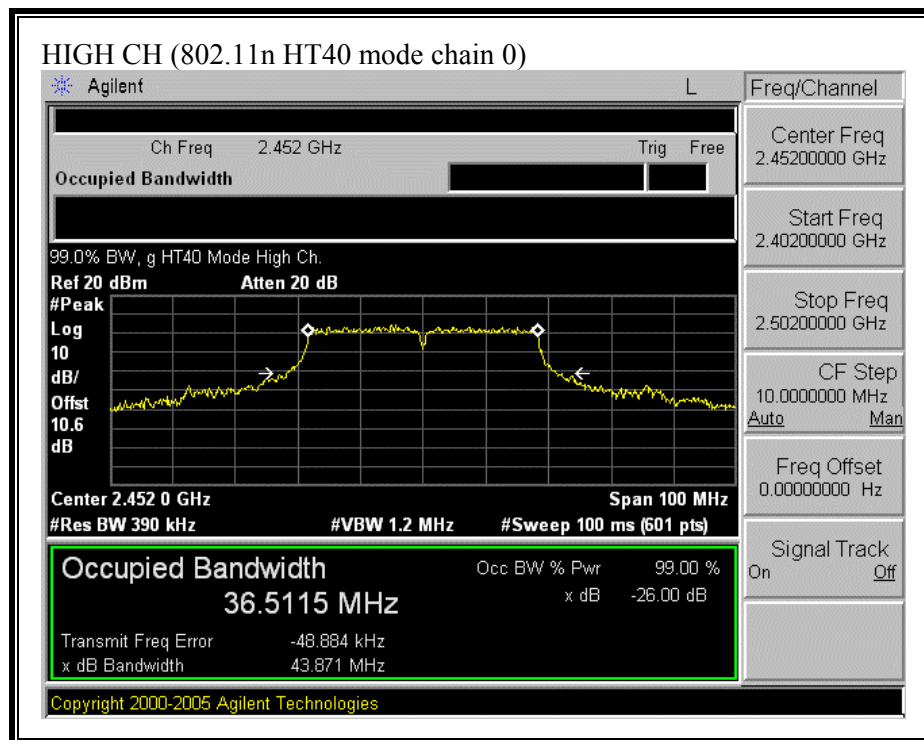 HIGH CH (802.11n HT40 mode chain 0)
Agilent L Freq/Channel
Ch Freq 2.452 GHz Trig Free
Occupied Bandwidth
Center Freq
2.45200000 GHz
Start Freq
2.40200000 GHz
Stop Freq
2.50200000 GHz
CF Step
10.0000000 MHz
Auto Man
Freq Offset
0.00000000 Hz
Signal Track
On Off
99.0% BW, g HT40 Mode High Ch.
Ref 20 dBm Atten 20 dB
#Peak
Log
10
dB/
Offst
10.6
dB
Center 2.452 0 GHz Span 100 MHz
#Res BW 390 kHz #VBW 1.2 MHz #Sweep 100 ms (601 pts)
Occupied Bandwidth Occ BW % Pwr 99.00 %
36.5115 MHz x dB -26.00 dB
Transmit Freq Error -48.884 kHz
x dB Bandwidth 43.871 MHz
Copyright 2000-2005 Agilent Technologies